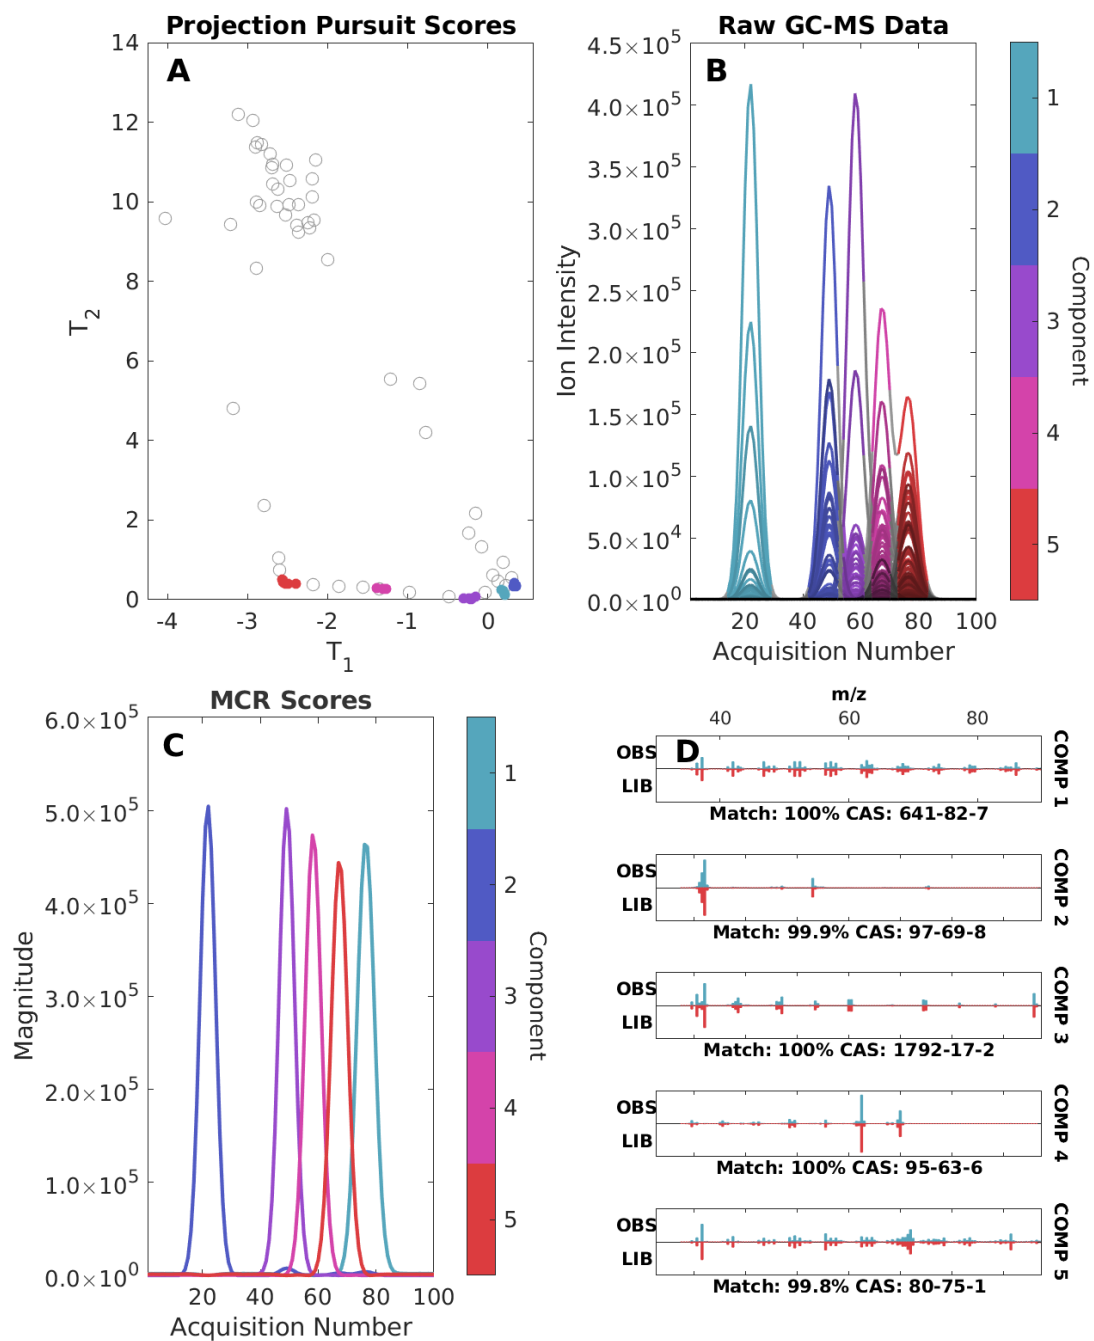 Projection Pursuit Scores
A
14
12
10
8
6
4
2
0
T2
-4 -3 -2 -1 0
T1
Raw GC-MS Data
B
4.5×10^5
4.0×10^5
3.5×10^5
3.0×10^5
2.5×10^5
2.0×10^5
1.5×10^5
1.0×10^5
5.0×10^4
0.0×10^0
Ion Intensity
20 40 60 80 100
Acquisition Number
1
2
3
4
5
Component
MCR Scores
C
6.0×10^5
5.0×10^5
4.0×10^5
3.0×10^5
2.0×10^5
1.0×10^5
0.0×10^0
Magnitude
20 40 60 80 100
Acquisition Number
1
2
3
4
5
Component
m/z
40 60 80
D
OBS
LIB
COMP 1
Match: 100% CAS: 641-82-7
OBS
LIB
COMP 2
Match: 99.9% CAS: 97-69-8
OBS
LIB
COMP 3
Match: 100% CAS: 1792-17-2
OBS
LIB
COMP 4
Match: 100% CAS: 95-63-6
OBS
LIB
COMP 5
Match: 99.8% CAS: 80-75-1